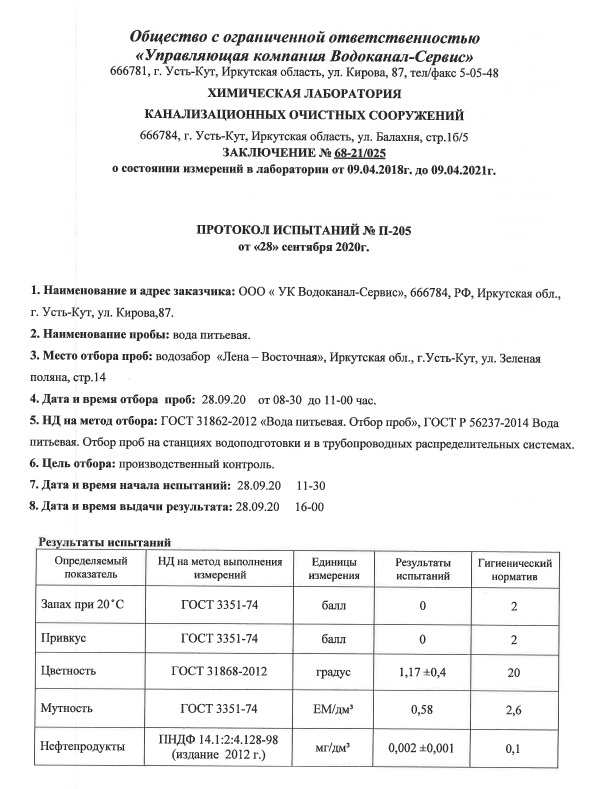 Общество с ограниченной ответственностью
«Управляющая компания Водоканал-Сервис»
666781, г. Усть-Кут, Иркутская область, ул. Кирова, 87, тел/факс 5-05-48
ХИМИЧЕСКАЯ ЛАБОРАТОРИЯ
КАНАЛИЗАЦИОННЫХ ОЧИСТНЫХ СООРУЖЕНИЙ
666784, г. Усть-Кут, Иркутская область, ул. Балахня, стр.1б/5
ЗАКЛЮЧЕНИЕ № 68-21/025
о состоянии измерений в лаборатории от 09.04.2018г. до 09.04.2021г.
ПРОТОКОЛ ИСПЫТАНИЙ № П-205
от «28» сентября 2020г.
1. Наименование и адрес заказчика: ООО « УК Водоканал-Сервис», 666784, РФ, Иркутская обл.,
г. Усть-Кут, ул. Кирова,87.
2. Наименование пробы: вода питьевая.
3. Место отбора проб: водозабор «Лена – Восточная», Иркутская обл., г.Усть-Кут, ул. Зеленая
поляна, стр.14
4. Дата и время отбора проб: 28.09.20 от 08-30 до 11-00 час.
5. НД на метод отбора: ГОСТ 31862-2012 «Вода питьевая. Отбор проб», ГОСТ Р 56237-2014 Вода
питьевая. Отбор проб на станциях водоподготовки и в трубопроводных распределительных системах.
6. Цель отбора: производственный контроль.
7. Дата и время начала испытаний: 28.09.20 11-30
8. Дата и время выдачи результата: 28.09.20 16-00
Результаты испытаний
Определяемый показатель НД на метод выполнения измерений Единицы измерения Результаты испытаний Гигиенический норматив
Запах при 20˚С ГОСТ 3351-74 балл 0 2
Привкус ГОСТ 3351-74 балл 0 2
Цветность ГОСТ 31868-2012 градус 1,17 ±0,4 20
Мутность ГОСТ 3351-74 ЕМ/дм³ 0,58 2,6
Нефтепродукты ПНДФ 14.1:2:4.128-98 (издание 2012 г.) мг/дм³ 0,002 ±0,001 0,1